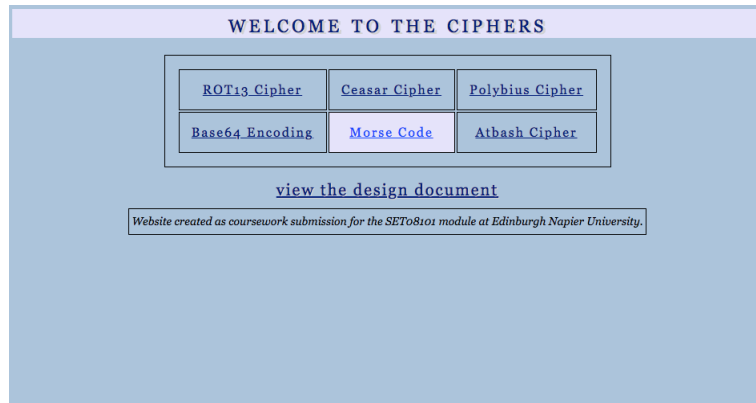 WELCOME TO THE CIPHERS
ROT13 Cipher Ceasar Cipher Polybius Cipher
Base64 Encoding Morse Code Atbash Cipher
view the design document
Website created as coursework submission for the SET08101 module at Edinburgh Napier University.